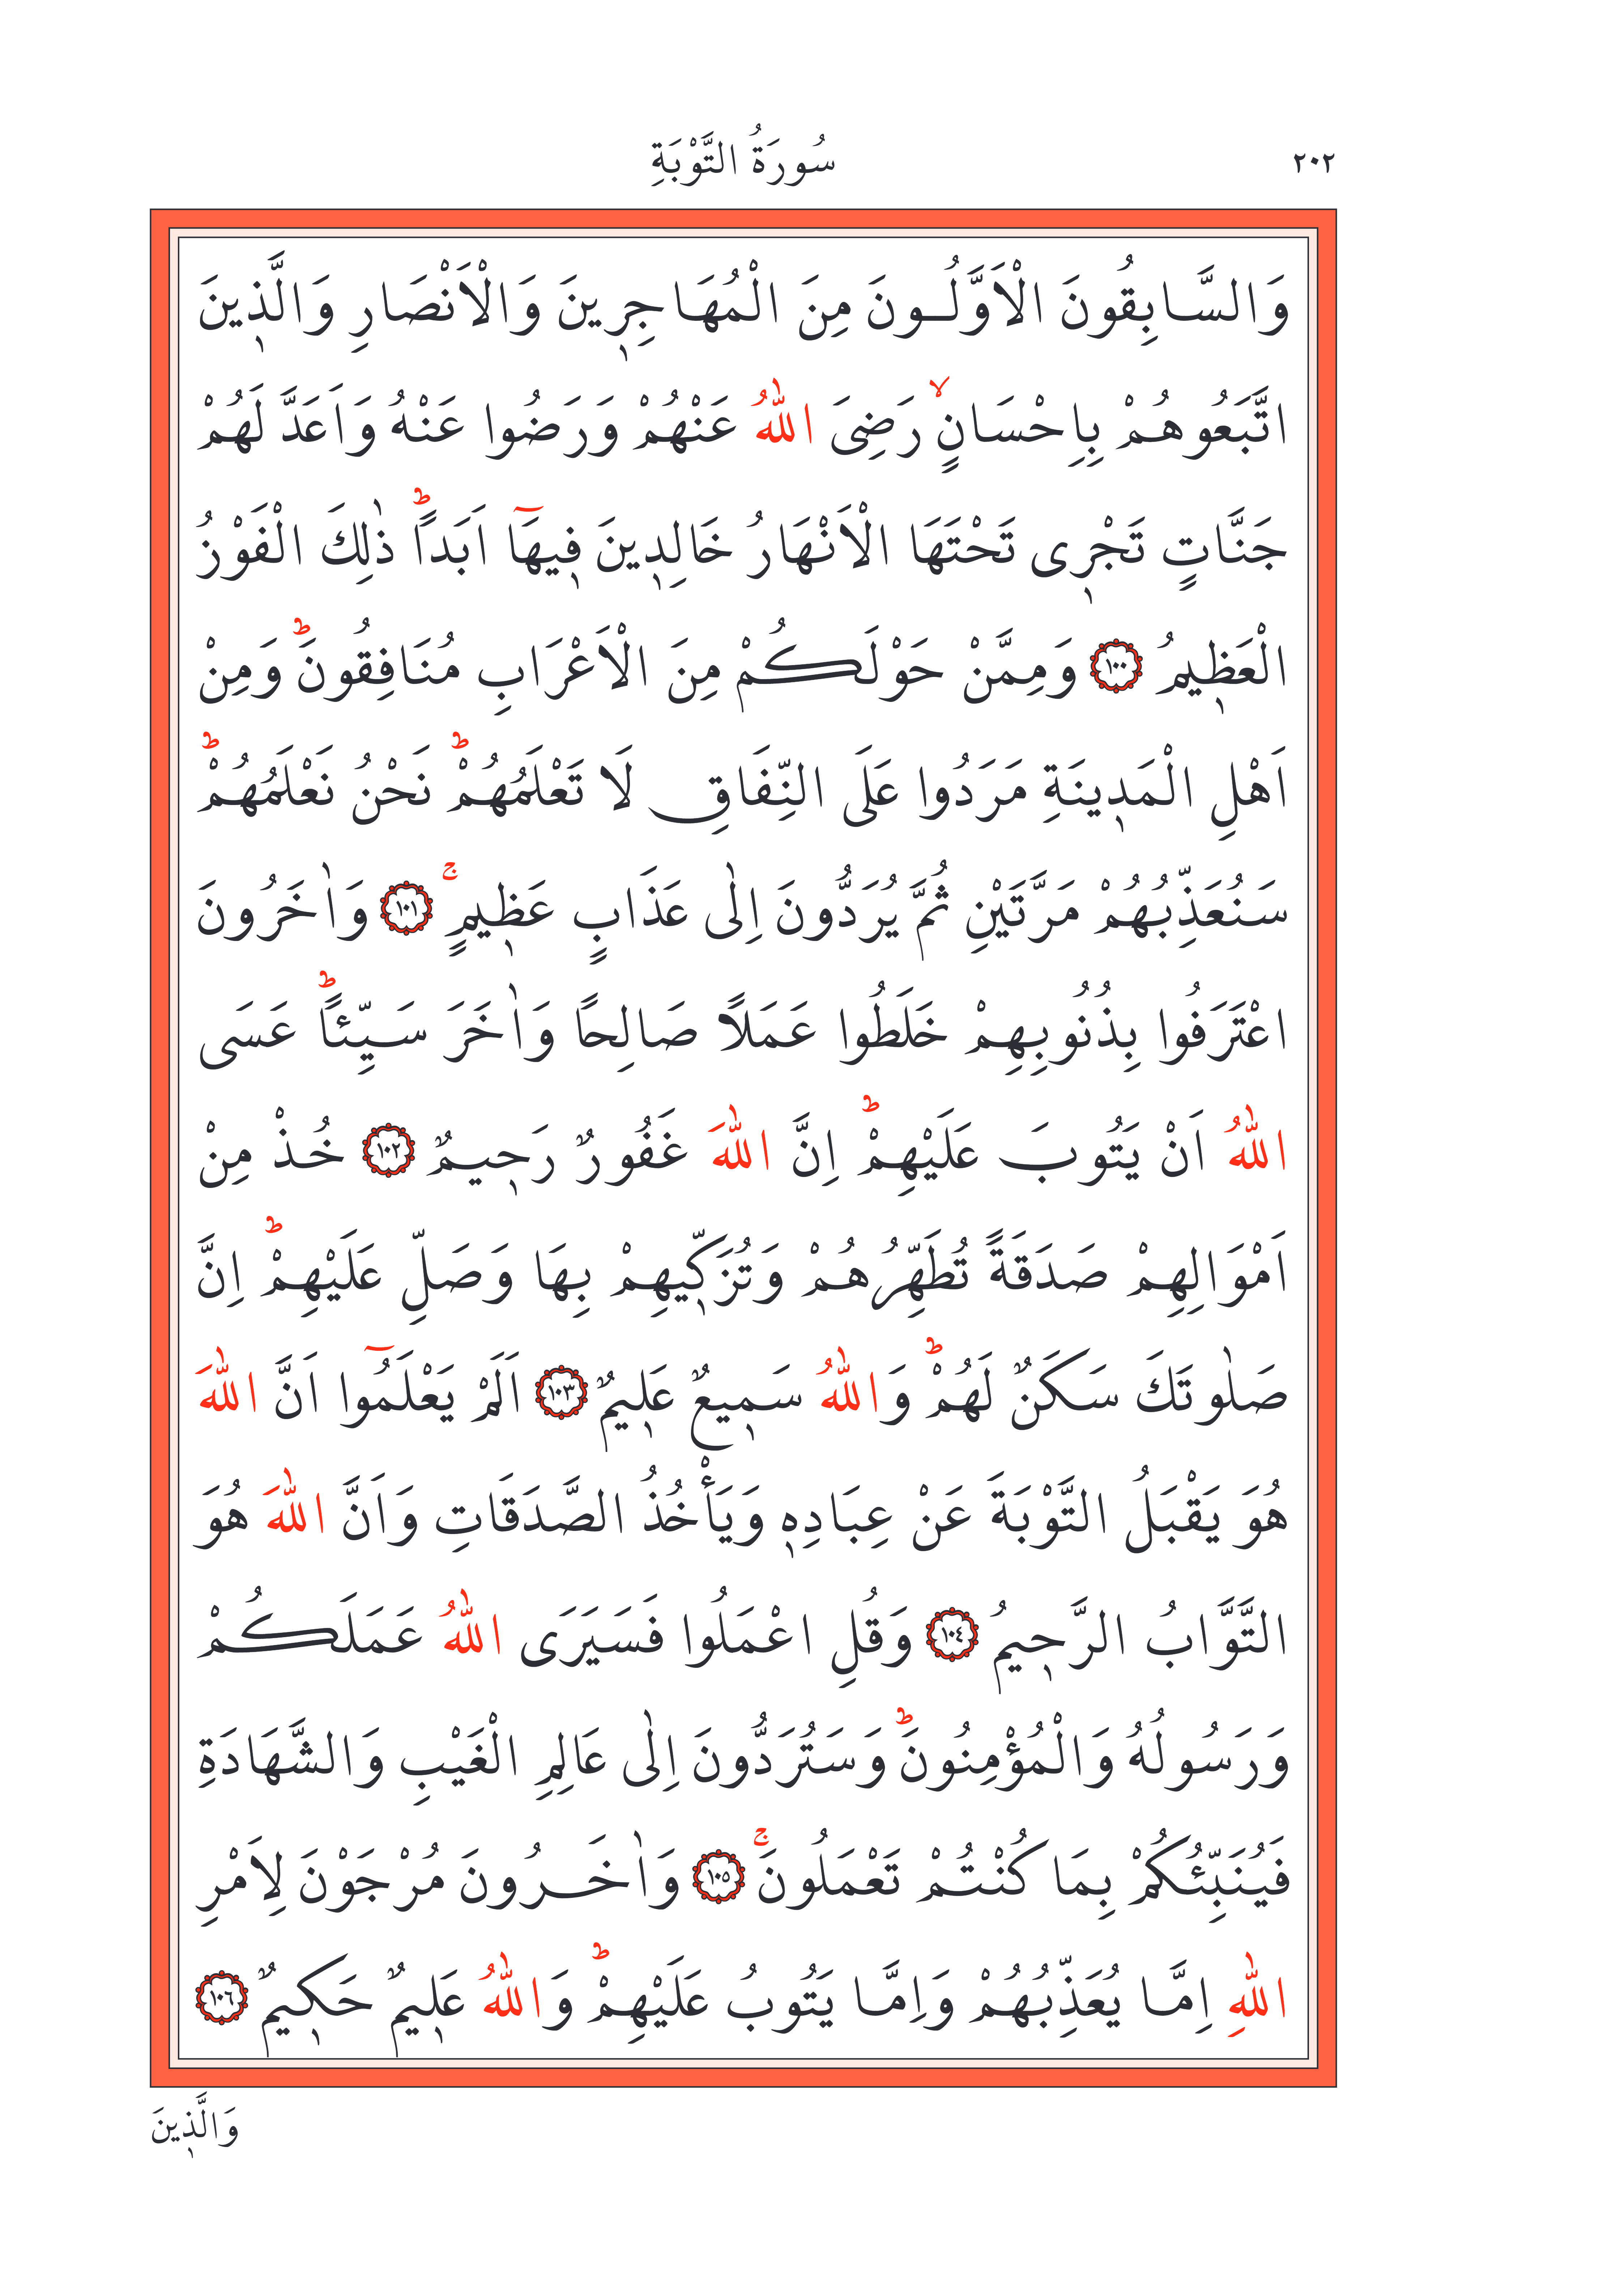 ٢٠٢
سُورَةُ التَّوْبَةِ
وَالسَّابِقُونَ الْاَوَّلُونَ مِنَ الْمُهَاجِر۪ينَ وَالْاَنْصَارِ وَالَّذ۪ينَ
اتَّبَعُوهُمْ بِاِحْسَانٍۙ رَضِىَ اللّٰهُ عَنْهُمْ وَرَضُوا عَنْهُ وَاَعَدَّ لَهُمْ
جَنَّاتٍ تَجْر۪ى تَحْتَهَا الْاَنْهَارُ خَالِد۪ينَ ف۪يهَٓا اَبَداًۜ ذٰلِكَ الْفَوْزُ
الْعَظ۪يمُ ﴿١٠٠﴾ وَمِمَّنْ حَوْلَكُمْ مِنَ الْاَعْرَابِ مُنَافِقُونَۜ وَمِنْ
اَهْلِ الْمَد۪ينَةِ مَرَدُوا عَلَى النِّفَاقِ لَا تَعْلَمُهُمْۜ نَحْنُ نَعْلَمُهُمْۜ
سَنُعَذِّبُهُمْ مَرَّتَيْنِ ثُمَّ يُرَدُّونَ اِلٰى عَذَابٍ عَظ۪يمٍۚ ﴿١٠١﴾ وَاٰخَرُونَ
اعْتَرَفُوا بِذُنُوبِهِمْ خَلَطُوا عَمَلاً صَالِحاً وَاٰخَرَ سَيِّئاًۜ عَسَى
اللّٰهُ اَنْ يَتُوبَ عَلَيْهِمْۜ اِنَّ اللّٰهَ غَفُورٌ رَح۪يمٌ ﴿١٠٢﴾ خُذْ مِنْ
اَمْوَالِهِمْ صَدَقَةً تُطَهِّرُهُمْ وَتُزَكّ۪يهِمْ بِهَا وَصَلِّ عَلَيْهِمْۜ اِنَّ
صَلٰوتَكَ سَكَنٌ لَهُمْۜ وَاللّٰهُ سَم۪يعٌ عَل۪يمٌ ﴿١٠٣﴾ اَلَمْ يَعْلَمُٓوا اَنَّ اللّٰهَ
هُوَ يَقْبَلُ التَّوْبَةَ عَنْ عِبَادِه۪ وَيَأْخُذُ الصَّدَقَاتِ وَاَنَّ اللّٰهَ هُوَ
التَّوَّابُ الرَّح۪يمُ ﴿١٠٤﴾ وَقُلِ اعْمَلُوا فَسَيَرَى اللّٰهُ عَمَلَكُمْ
وَرَسُولُهُ وَالْمُؤْمِنُونَۜ وَسَتُرَدُّونَ اِلٰى عَالِمِ الْغَيْبِ وَالشَّهَادَةِ
فَيُنَبِّئُكُمْ بِمَا كُنْتُمْ تَعْمَلُونَۚ ﴿١٠٥﴾ وَاٰخَرُونَ مُرْجَوْنَ لِاَمْرِ
اللّٰهِ اِمَّا يُعَذِّبُهُمْ وَاِمَّا يَتُوبُ عَلَيْهِمْۜ وَاللّٰهُ عَل۪يمٌ حَك۪يمٌ ﴿١٠٦﴾
وَالَّذ۪ينَ